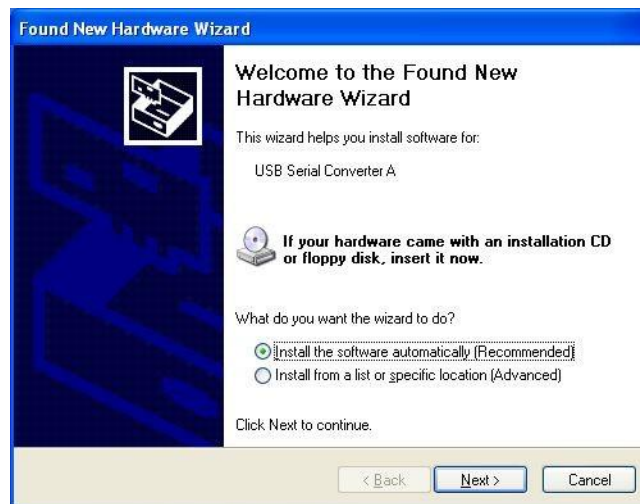 Found New Hardware Wizard
Welcome to the Found New
Hardware Wizard
This wizard helps you install software for:
USB Serial Converter A
If your hardware came with an installation CD
or floppy disk, insert it now.
What do you want the wizard to do?
Install the software automatically (Recommended)
Install from a list or specific location (Advanced)
Click Next to continue.
< Back Next > Cancel